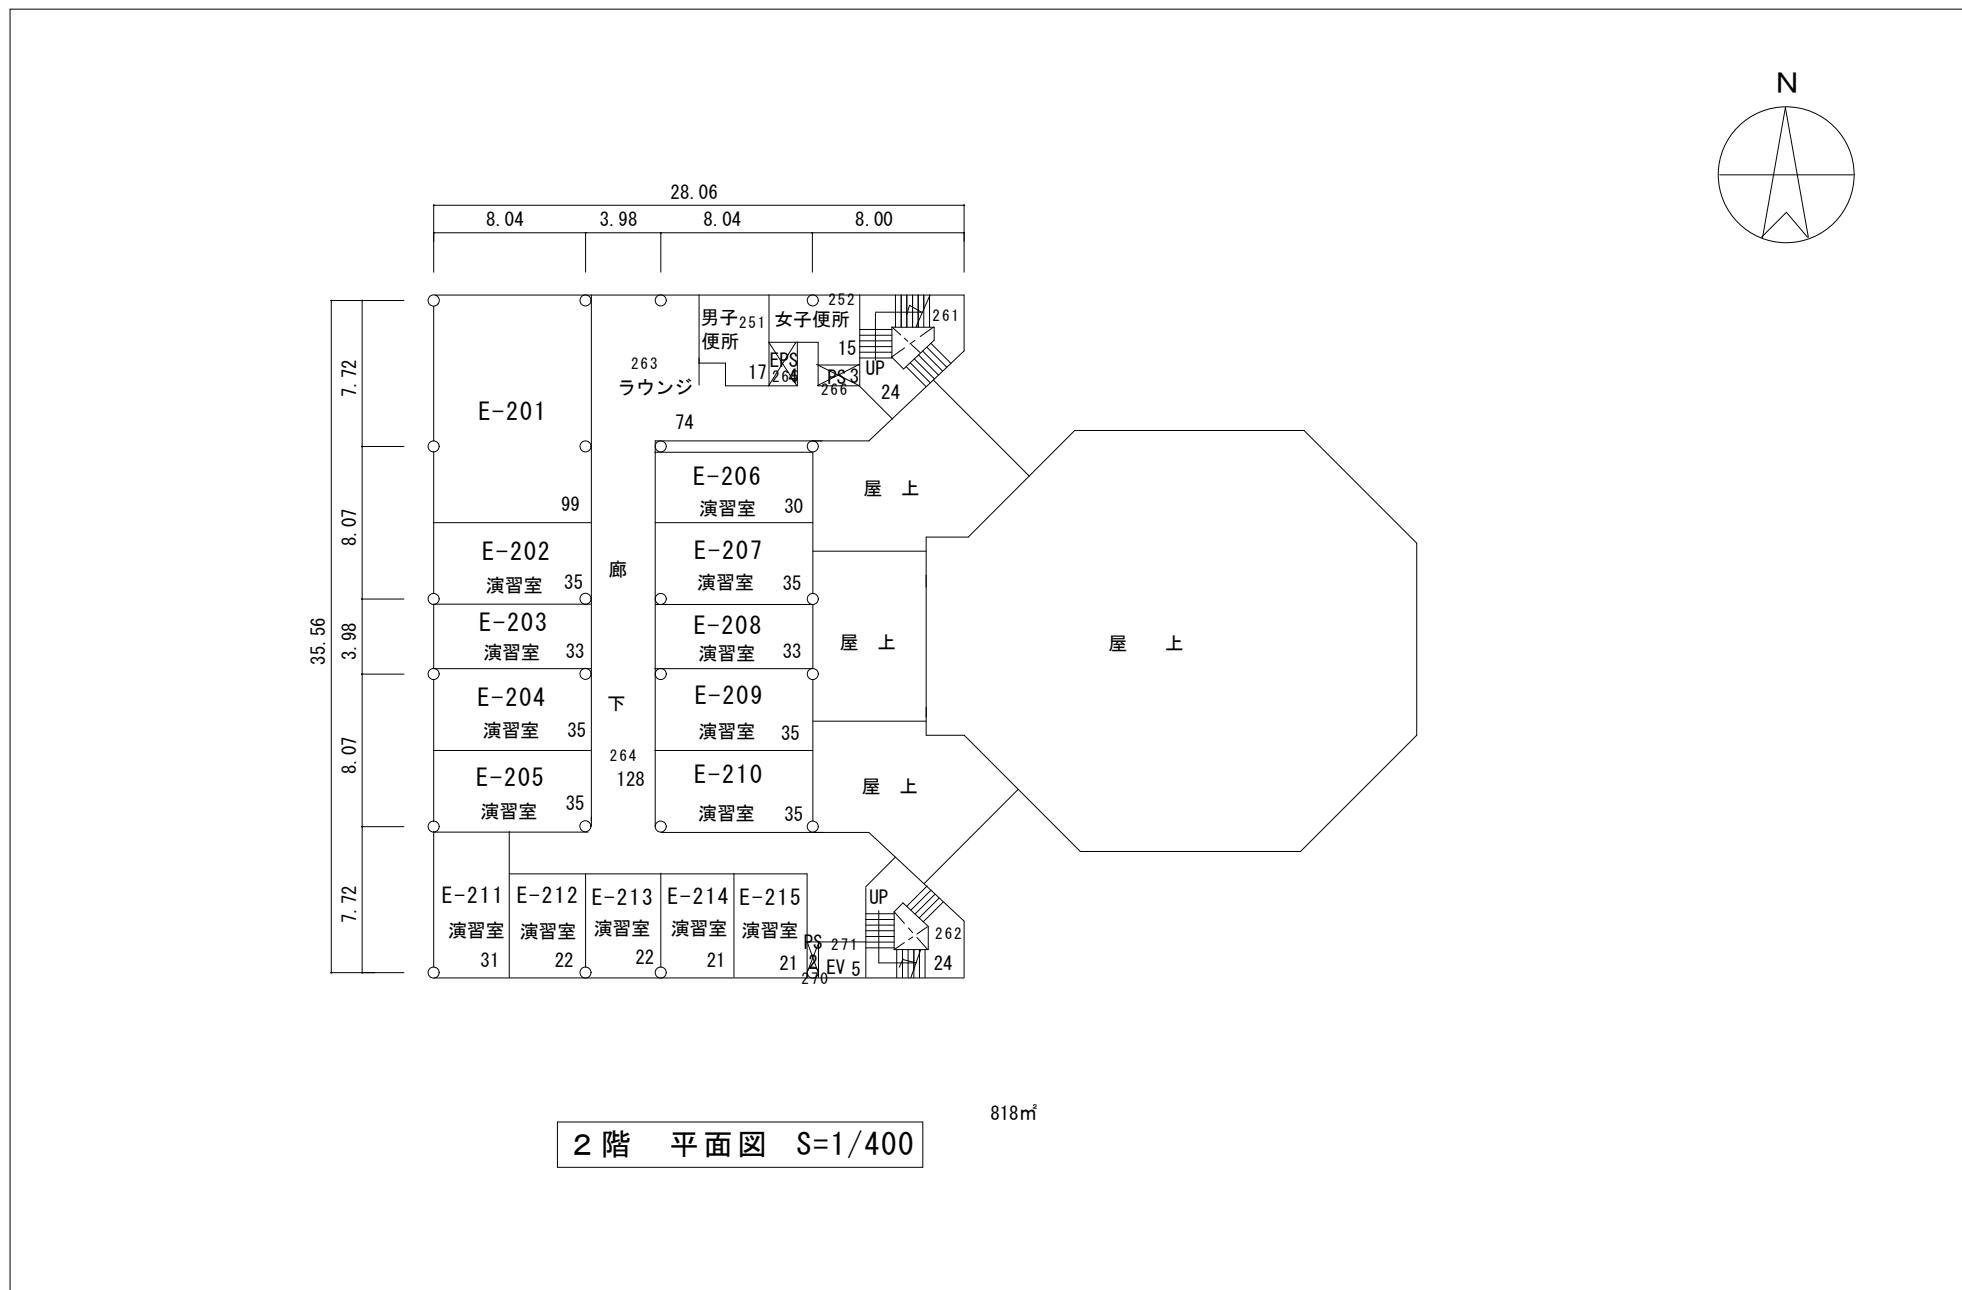 N
28.06
8.04 3.98 8.04 8.00
35.56
7.72
8.07
3.98
8.07
7.72
E-201
99
263
ラウンジ
74
男子
便所
251
17
女子便所
252
15
EPS
PS 3
266
UP
261
24
E-202
演習室 35
E-203
演習室 33
E-204
演習室 35
E-205
演習室 35
廊
下
264
128
E-206
演習室 30
E-207
演習室 35
E-208
演習室 33
E-209
演習室 35
E-210
演習室 35
屋 上
屋 上
屋 上
屋 上
E-211
演習室
31
E-212
演習室
22
E-213
演習室
22
E-214
演習室
21
E-215
演習室
21
PS
2
270
271
EV 5
UP
262
24
818㎡
2階 平面図 S=1/400